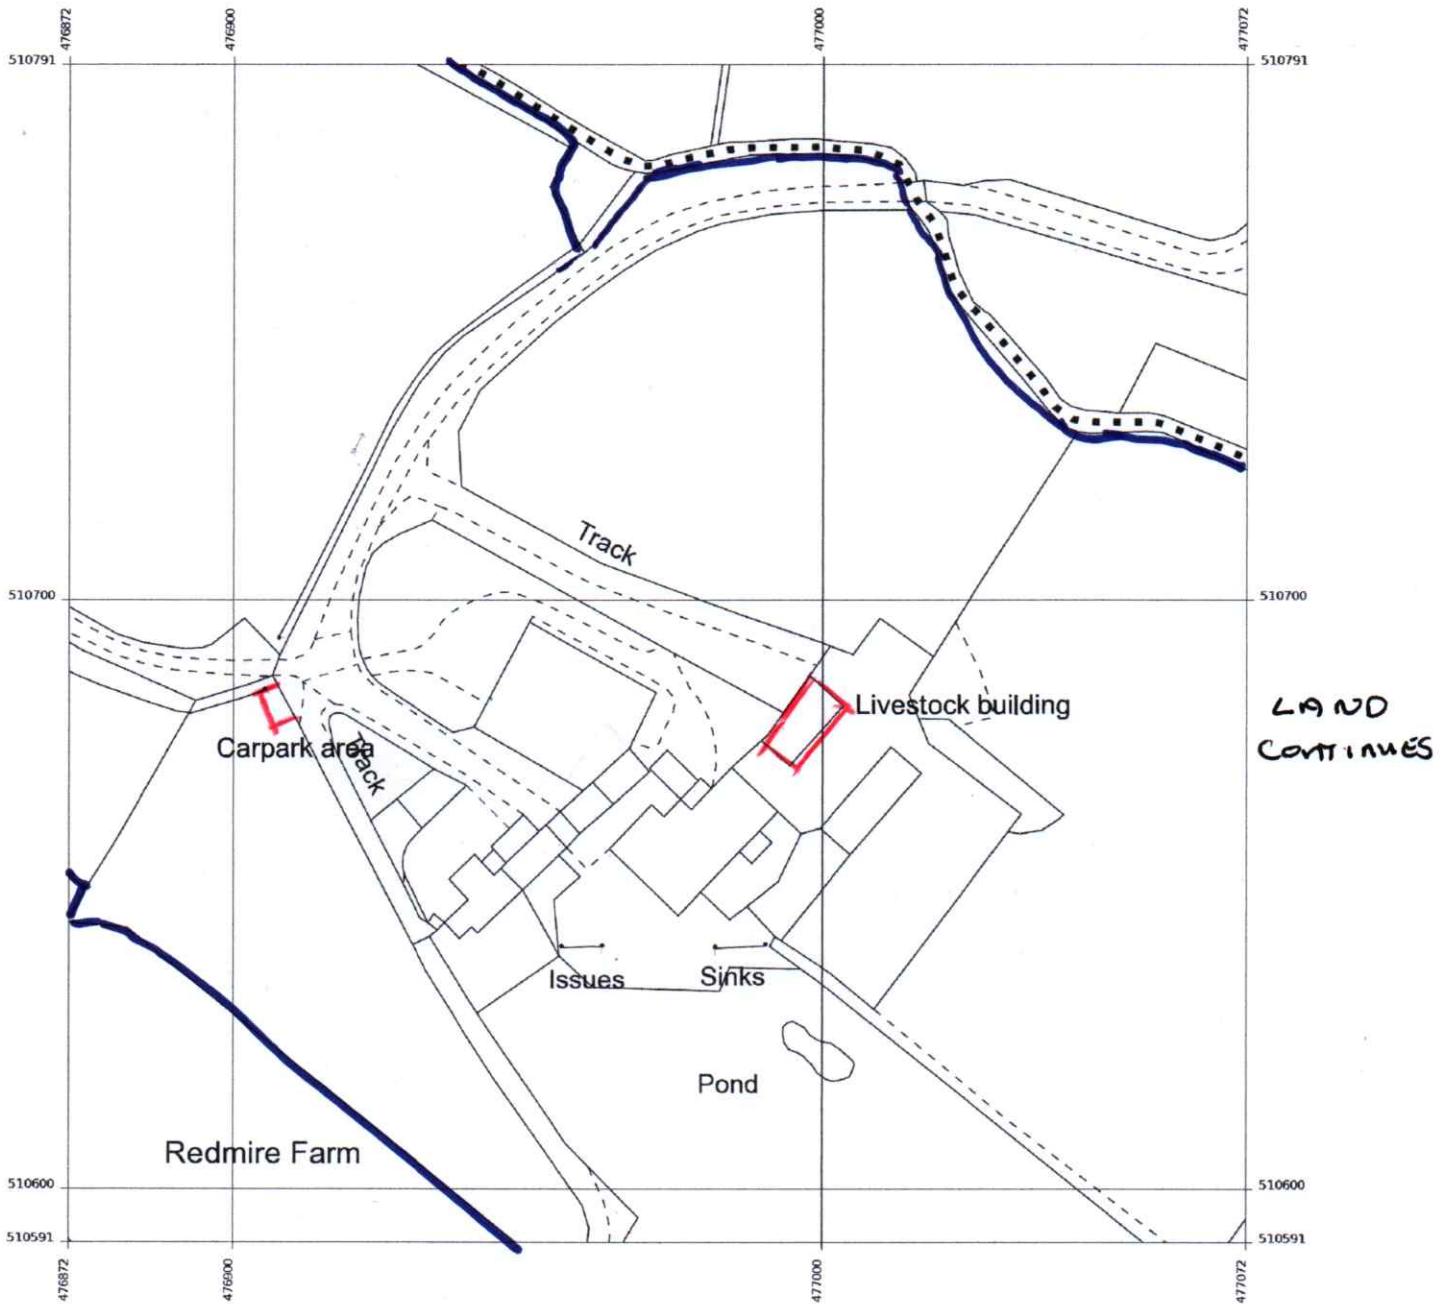 476872
476900
477000
477072
510791
510791
Track
510700
510700
Livestock building
LAND
CONTINUES
Carpark area
Track
Issues
Sinks
Pond
Redmire Farm
510600
510600
510591
510591
476872
476900
477000
477072